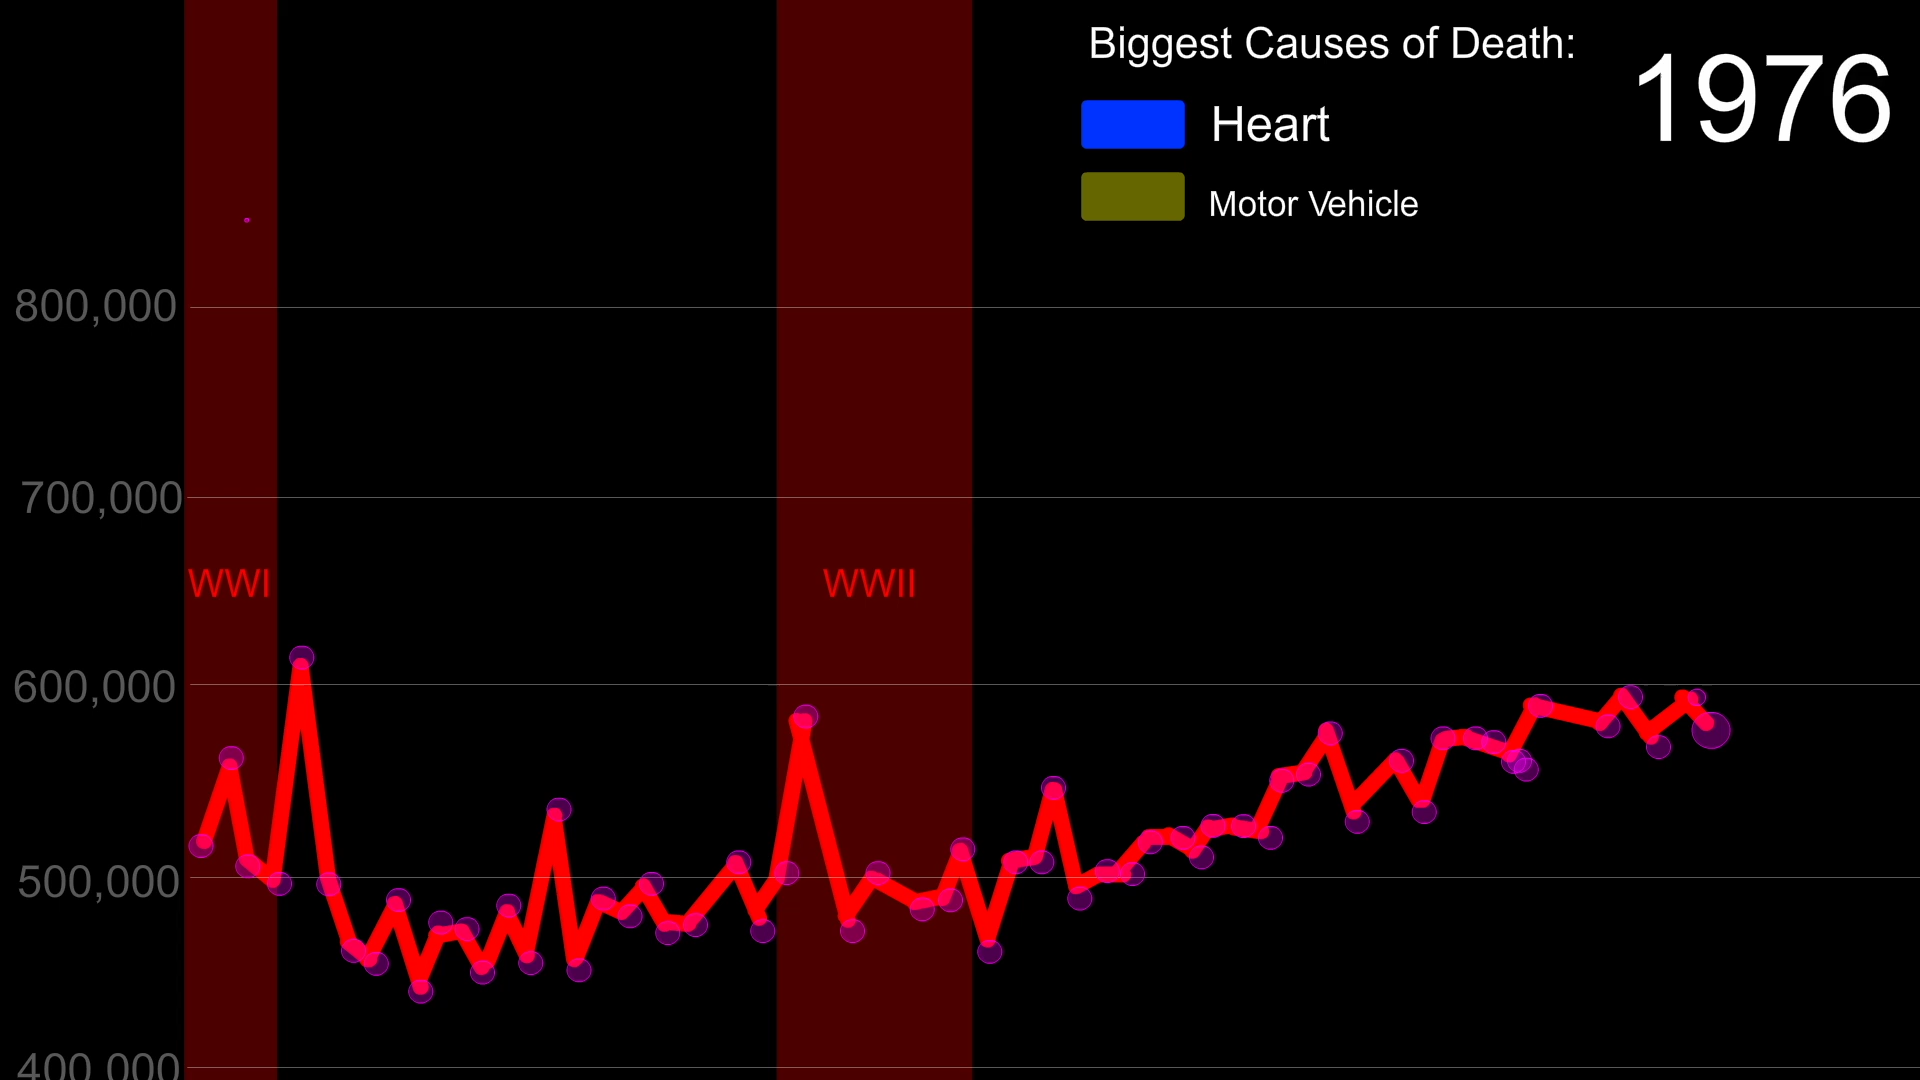 Biggest Causes of Death:
1976
Heart
Motor Vehicle
800,000
700,000
WWI
WWII
600,000
500,000
400,000